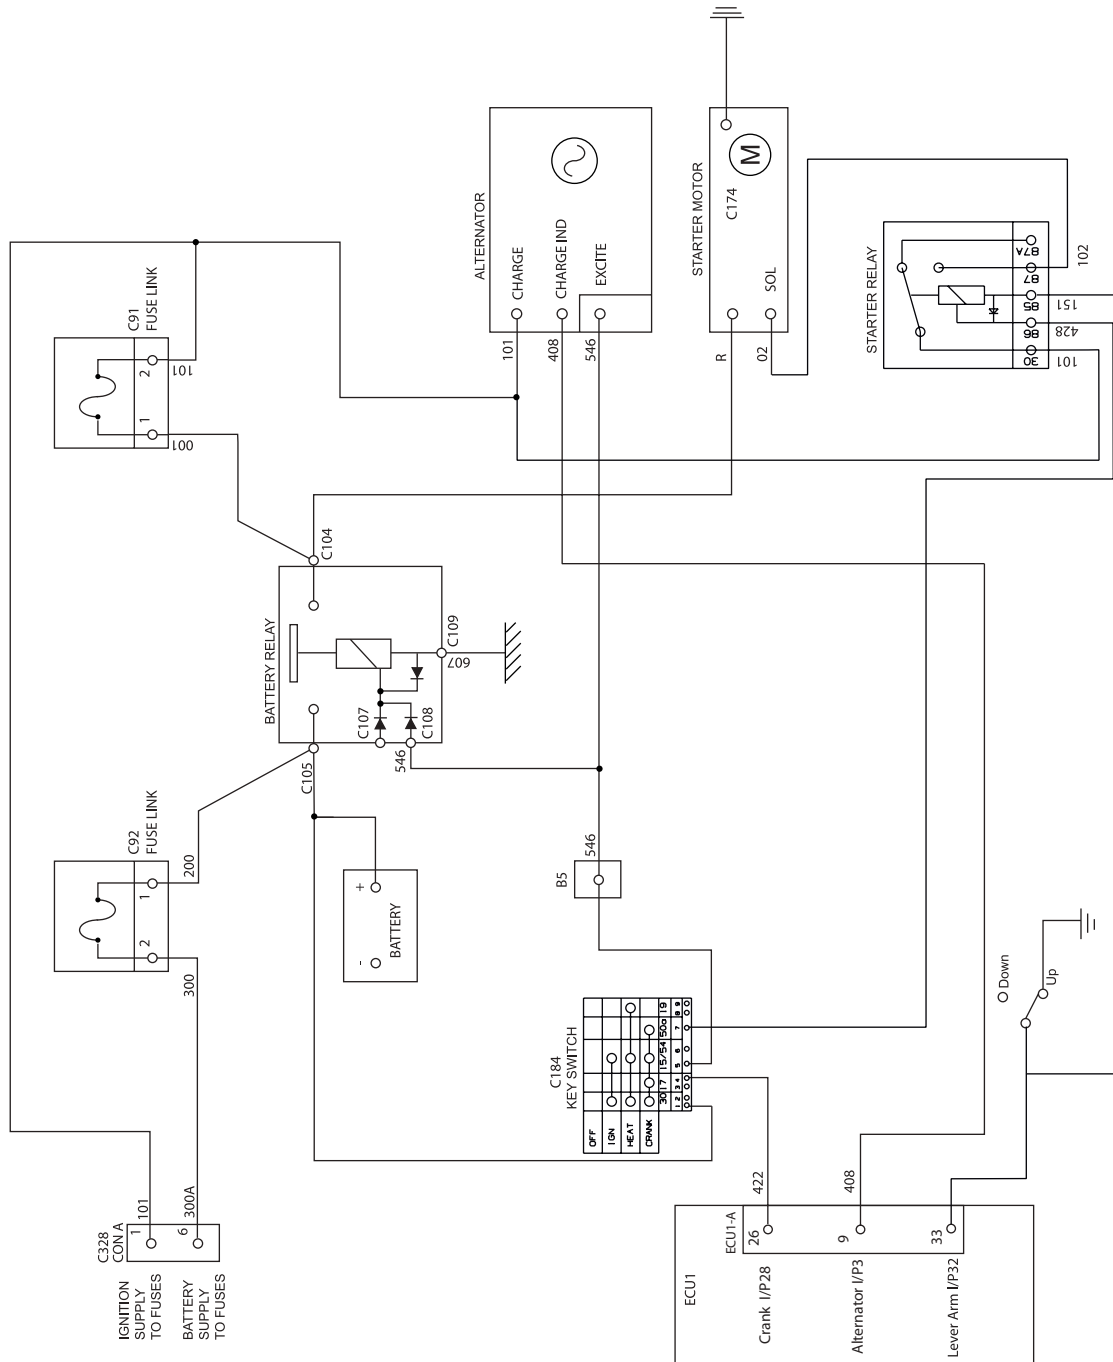 C91
FUSE LINK
2
1
101
001
ALTERNATOR
CHARGE
CHARGE IND
EXCITE
101
408
546
STARTER MOTOR
C174
M
SOL
R
02
STARTER RELAY
87A
87
85
86
30
102
151
428
101
BATTERY RELAY
C104
C109
607
C107
C108
546
C105
C92
FUSE LINK
1
2
200
300
+
-
BATTERY
B5
546
C184
KEY SWITCH
OFF
IGN
HEAT
CRANK
30
17
15/54
50a
19
1
2
3
4
5
6
7
8
9
Down
Up
C328
CON A
1
6
101
300A
IGNITION
SUPPLY
TO FUSES
BATTERY
SUPPLY
TO FUSES
ECU1
ECU1-A
26
9
33
422
408
Crank I/P28
Alternator I/P3
Lever Arm I/P32